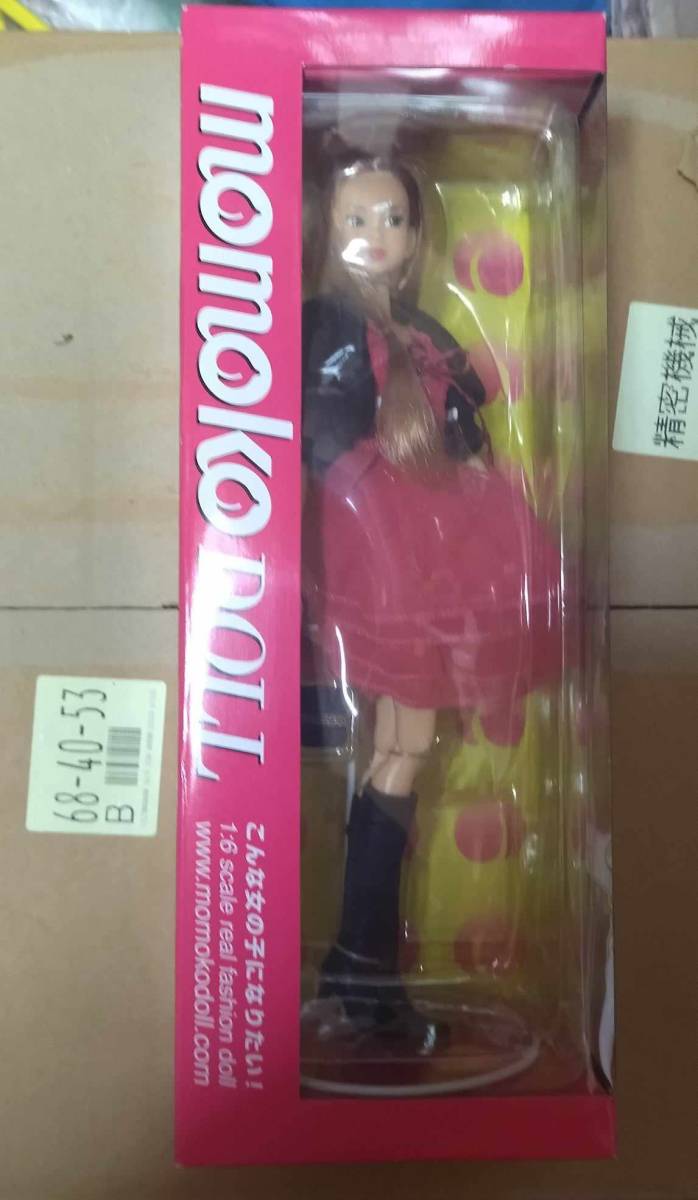 momoko DOLL
こんな女の子になりたい!
1:6 scale real fashion doll
www.momokodoll.com
精密機械
68-40-53
B